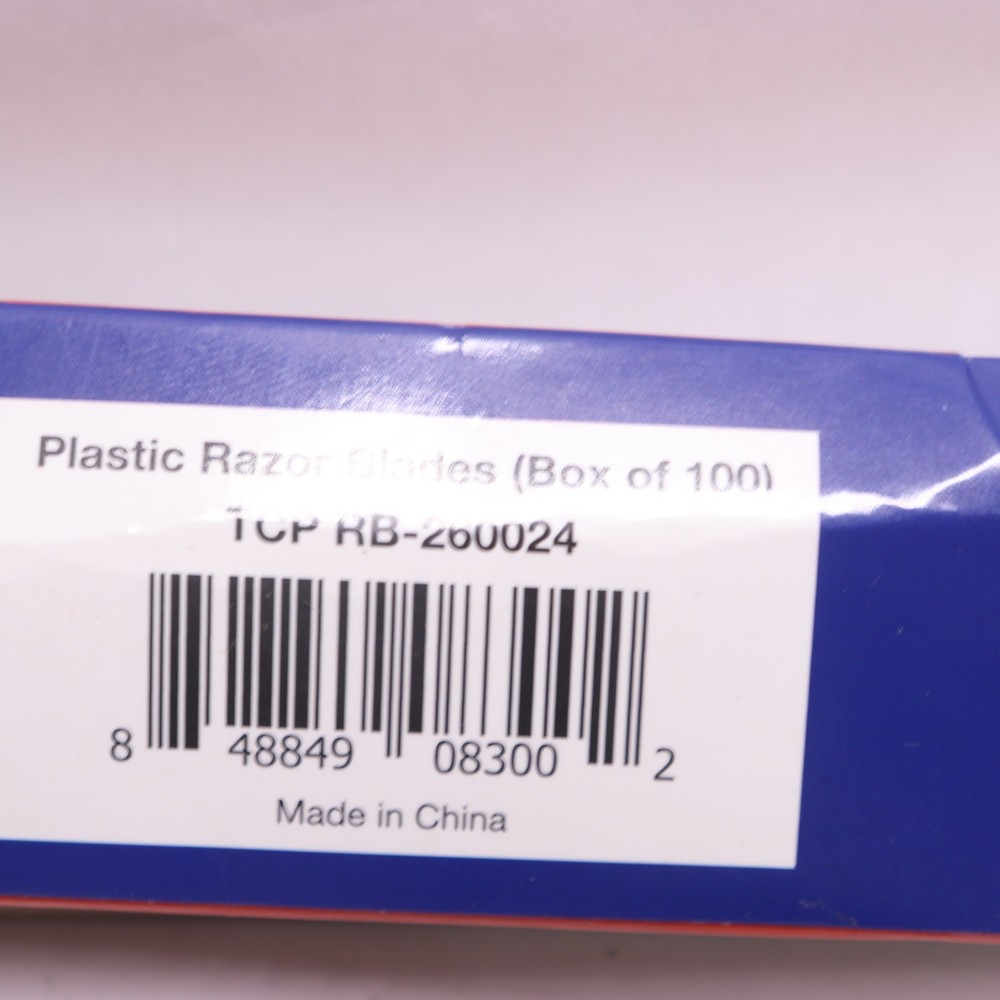 Plastic Razor Blades (Box of 100)
TCP RB-260024
8 48849 08300 2
Made in China